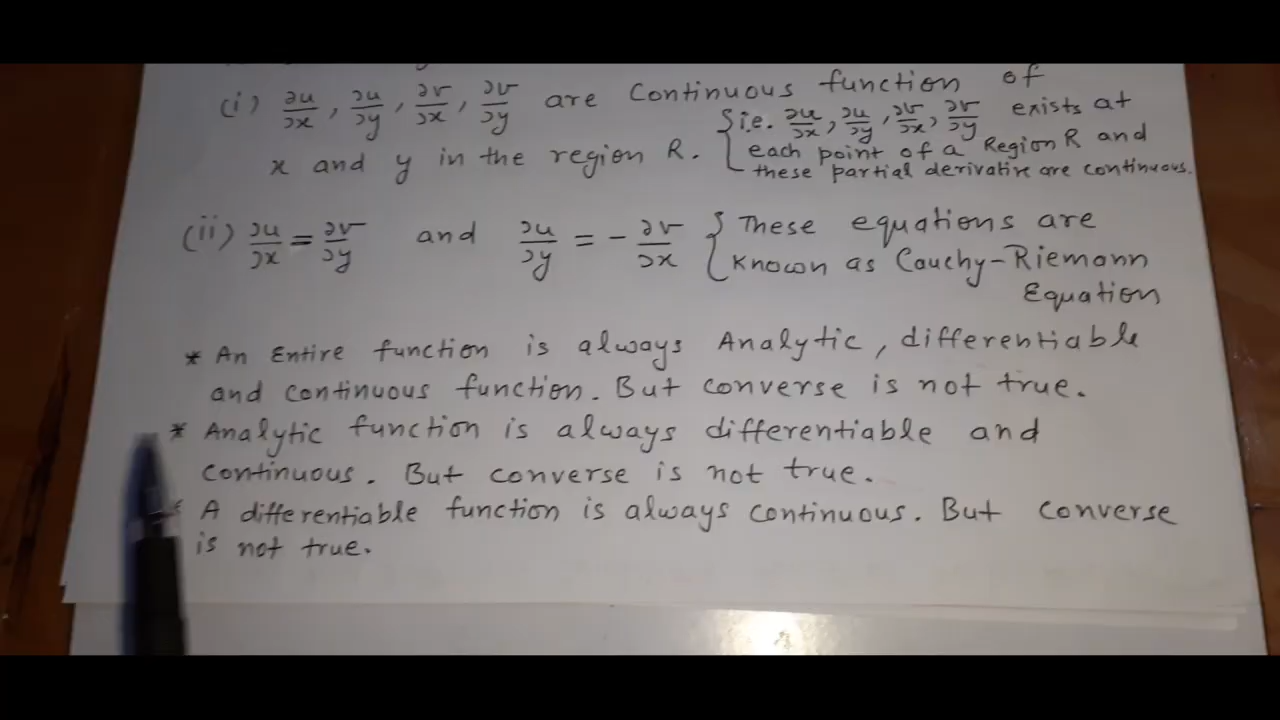 (i) ∂u/∂x, ∂u/∂y, ∂v/∂x, ∂v/∂y are continuous function of
x and y in the region R. {i.e. ∂u/∂x, ∂u/∂y, ∂v/∂x, ∂v/∂y exists at
each point of a Region R and
these partial derivative are continuous.
(ii) ∂u/∂x = ∂v/∂y and ∂u/∂y = - ∂v/∂x { These equations are
Known as Cauchy-Riemann
Equation
* An Entire function is always Analytic, differentiable
and continuous function. But converse is not true.
* Analytic function is always differentiable and
continuous. But converse is not true.
* A differentiable function is always continuous. But converse
is not true.